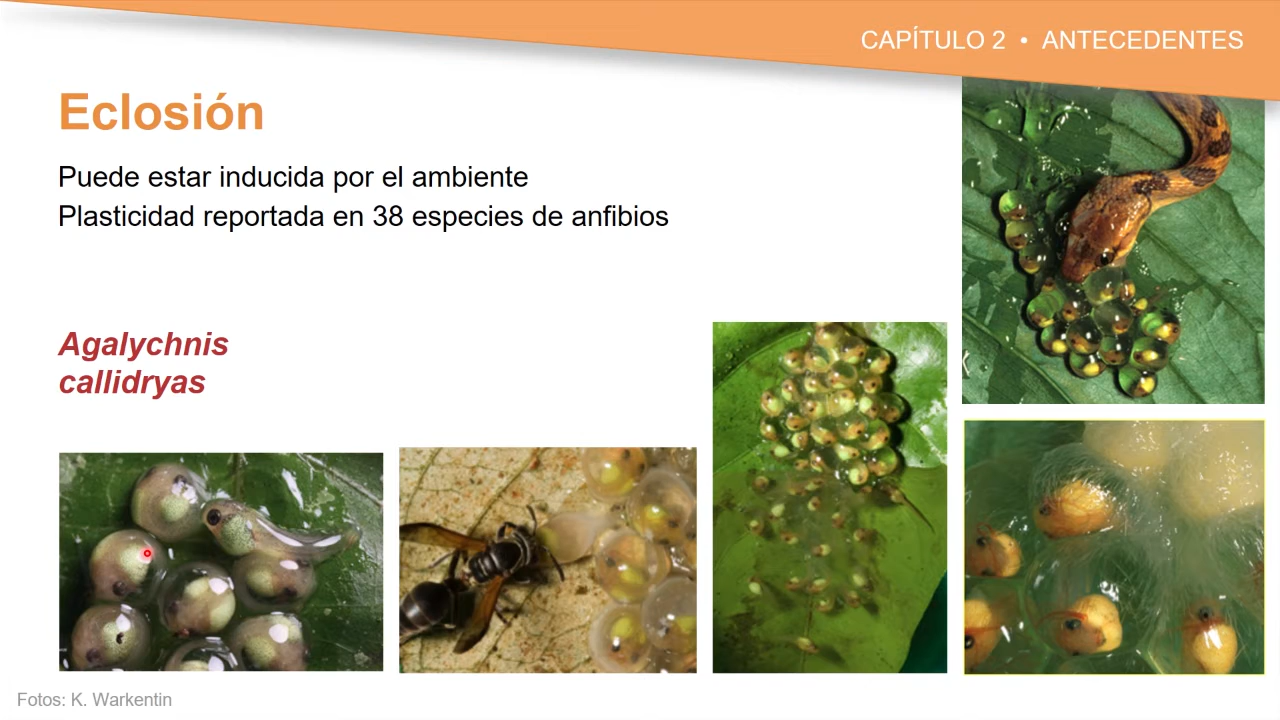 CAPÍTULO 2 • ANTECEDENTES
Eclosión
Puede estar inducida por el ambiente
Plasticidad reportada en 38 especies de anfibios
Agalychnis
callidryas
Fotos: K. Warkentin